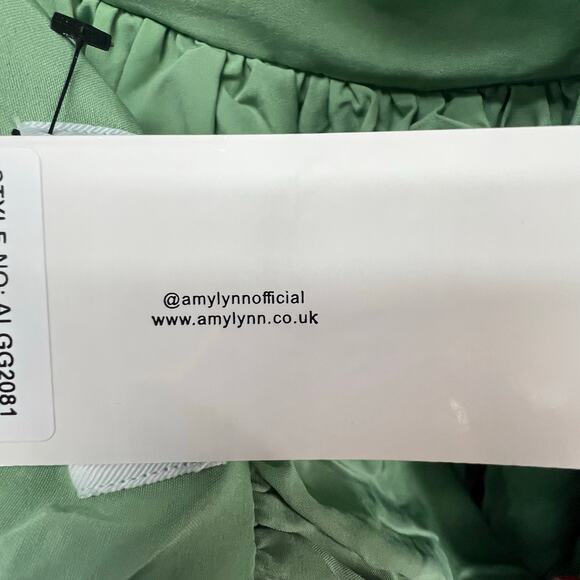 @amylynnofficial
www.amylynn.co.uk
STYLE NO: ALGG2081